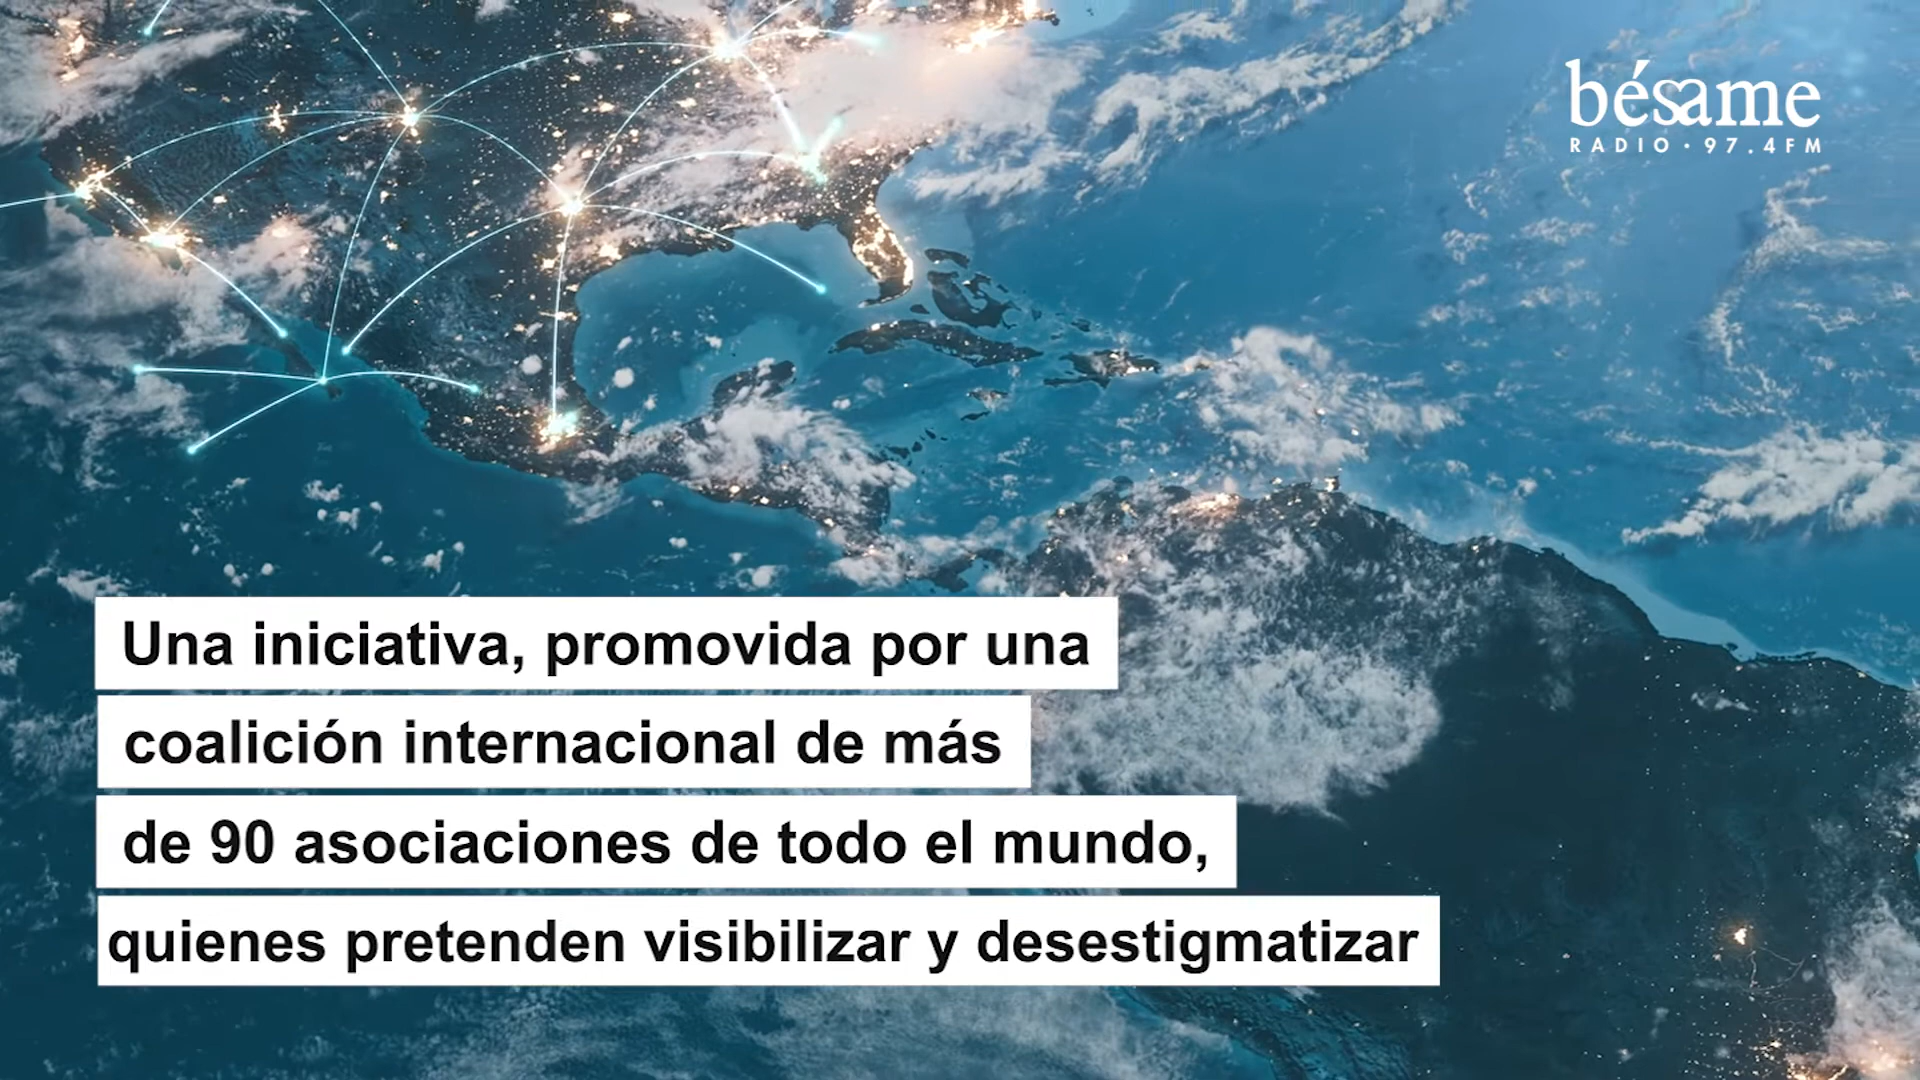 bésame
RADIO·97.4FM
Una iniciativa, promovida por una
coalición internacional de más
de 90 asociaciones de todo el mundo,
quienes pretenden visibilizar y desestigmatizar